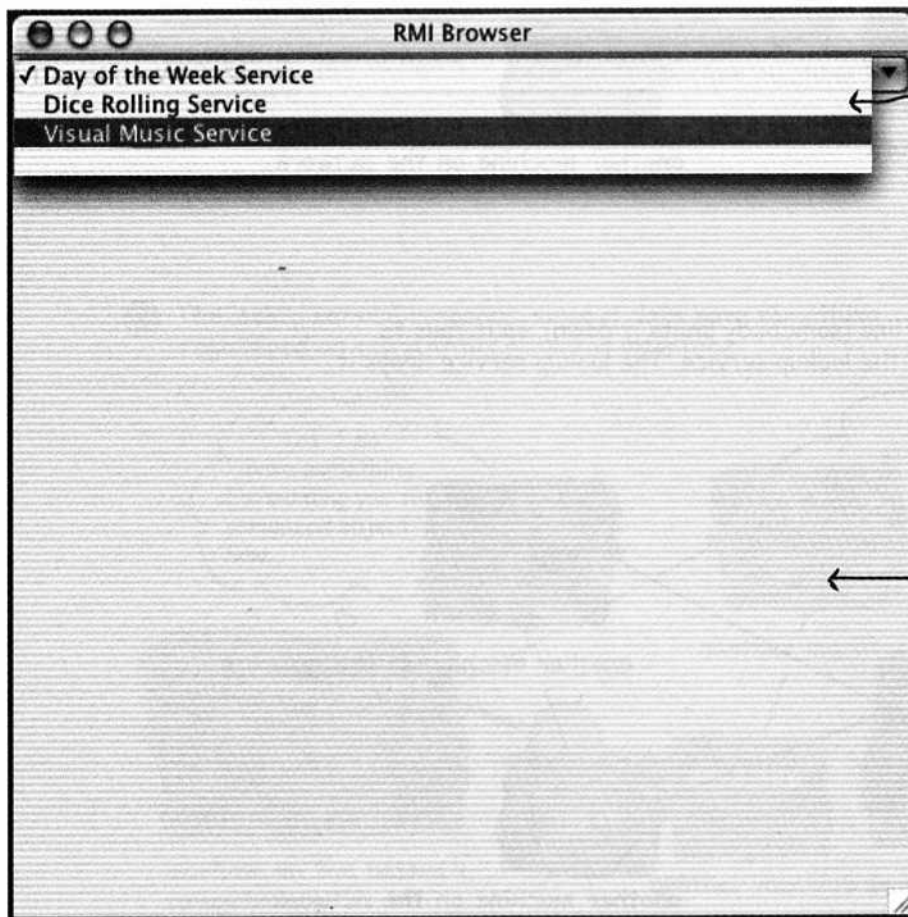 RMI Browser
✓ Day of the Week Service
Dice Rolling Service
Visual Music Service